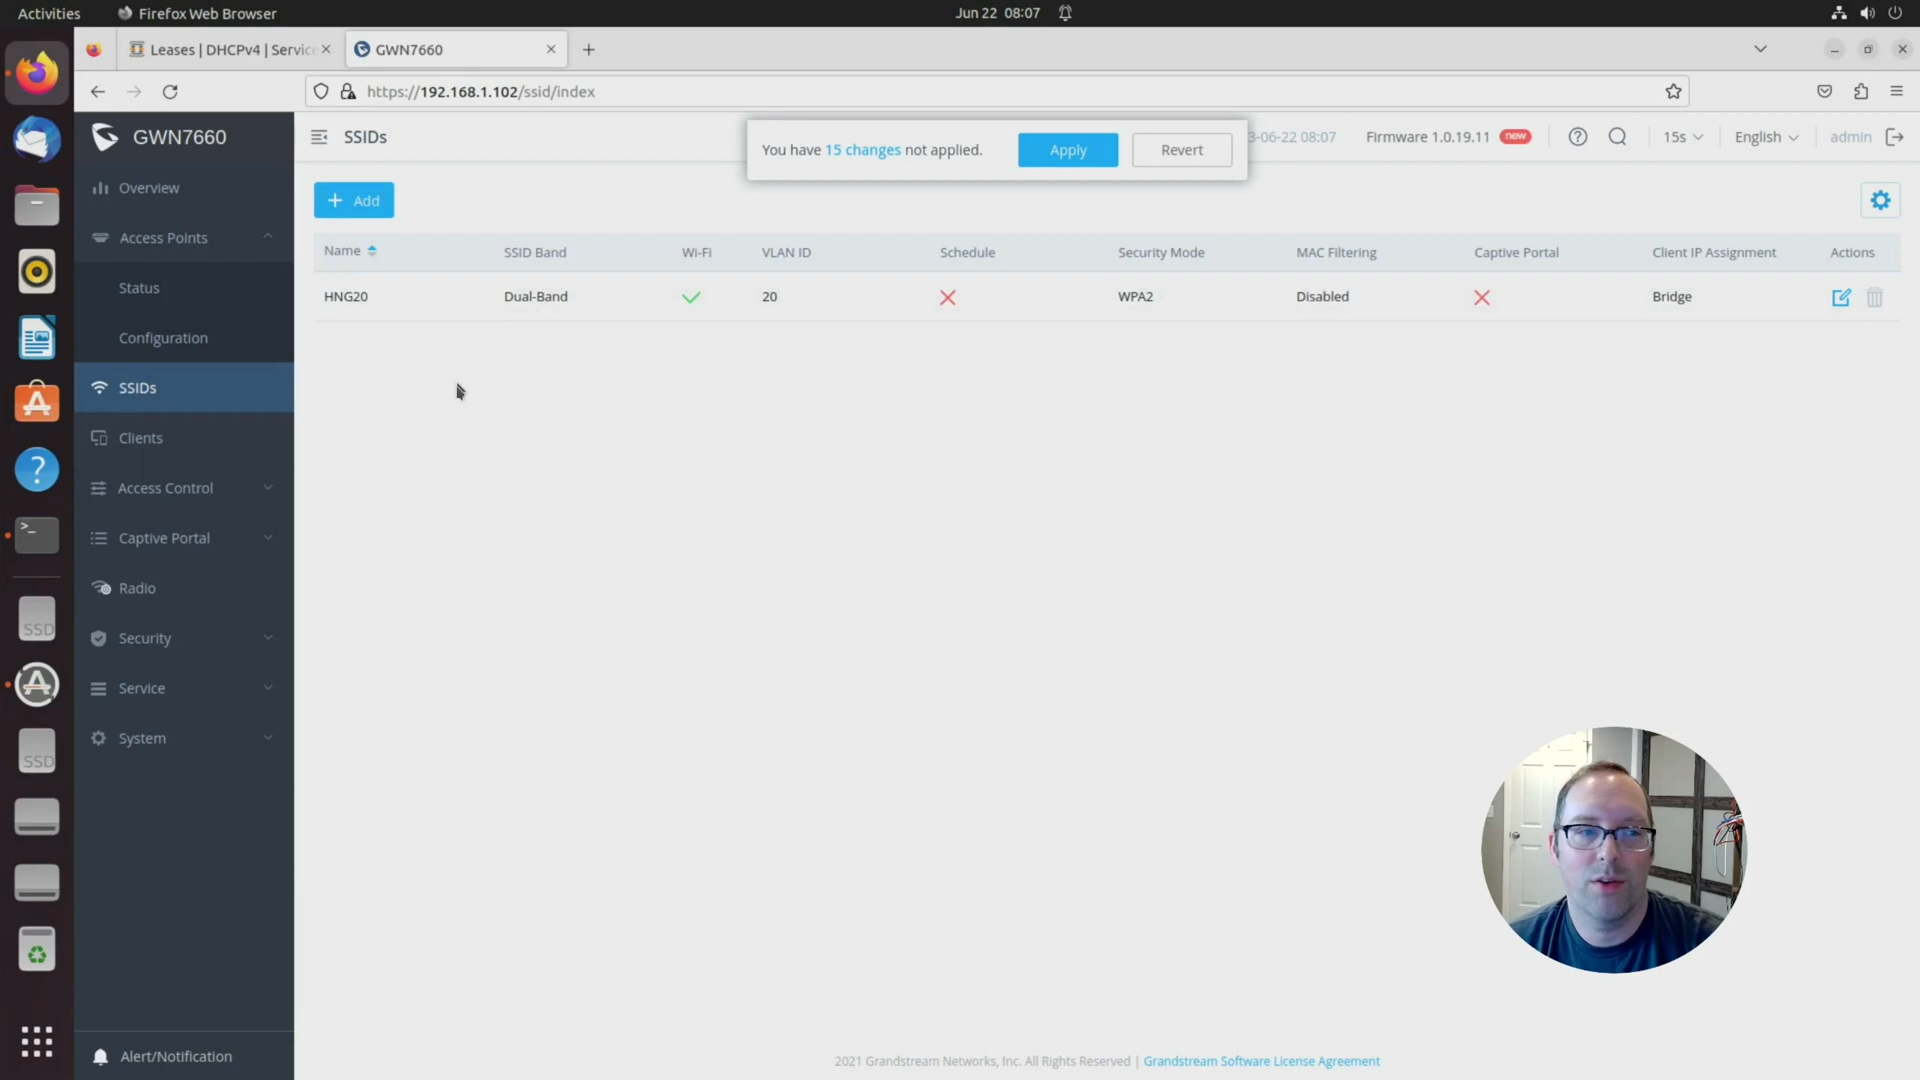 Activities
Firefox Web Browser
Jun 22 08:07
Leases | DHCPv4 | Service
GWN7660
https://192.168.1.102/ssid/index
GWN7660
SSIDs
You have 15 changes not applied.
Apply
Revert
3-06-22 08:07
Firmware 1.0.19.11
new
15s
English
admin
Overview
Access Points
Status
Configuration
SSIDs
Clients
Access Control
Captive Portal
Radio
Security
Service
System
Alert/Notification
+ Add
Name SSID Band Wi-Fi VLAN ID Schedule Security Mode MAC Filtering Captive Portal Client IP Assignment Actions
HNG20 Dual-Band 20 WPA2 Disabled Bridge
SSD
SSD
2021 Grandstream Networks, Inc. All Rights Reserved | Grandstream Software License Agreement